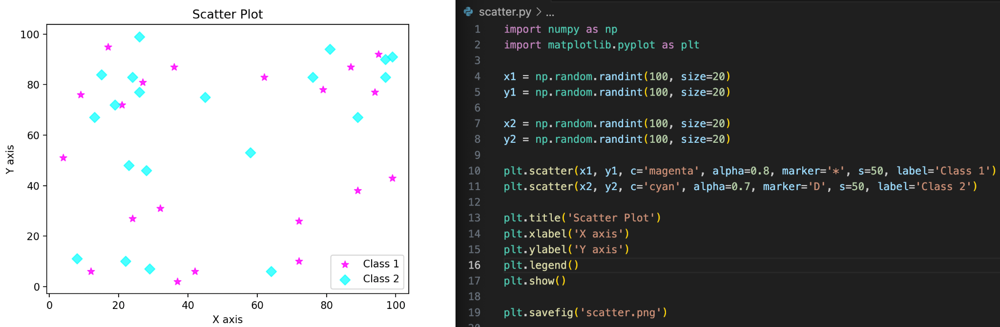 Scatter Plot
100
80
60
40
20
0
Y axis
0 20 40 60 80 100
X axis
Class 1
Class 2
scatter.py > ...
1 import numpy as np
2 import matplotlib.pyplot as plt
3
4 x1 = np.random.randint(100, size=20)
5 y1 = np.random.randint(100, size=20)
6
7 x2 = np.random.randint(100, size=20)
8 y2 = np.random.randint(100, size=20)
9
10 plt.scatter(x1, y1, c='magenta', alpha=0.8, marker='*', s=50, label='Class 1')
11 plt.scatter(x2, y2, c='cyan', alpha=0.7, marker='D', s=50, label='Class 2')
12
13 plt.title('Scatter Plot')
14 plt.xlabel('X axis')
15 plt.ylabel('Y axis')
16 plt.legend()
17 plt.show()
18
19 plt.savefig('scatter.png')
20